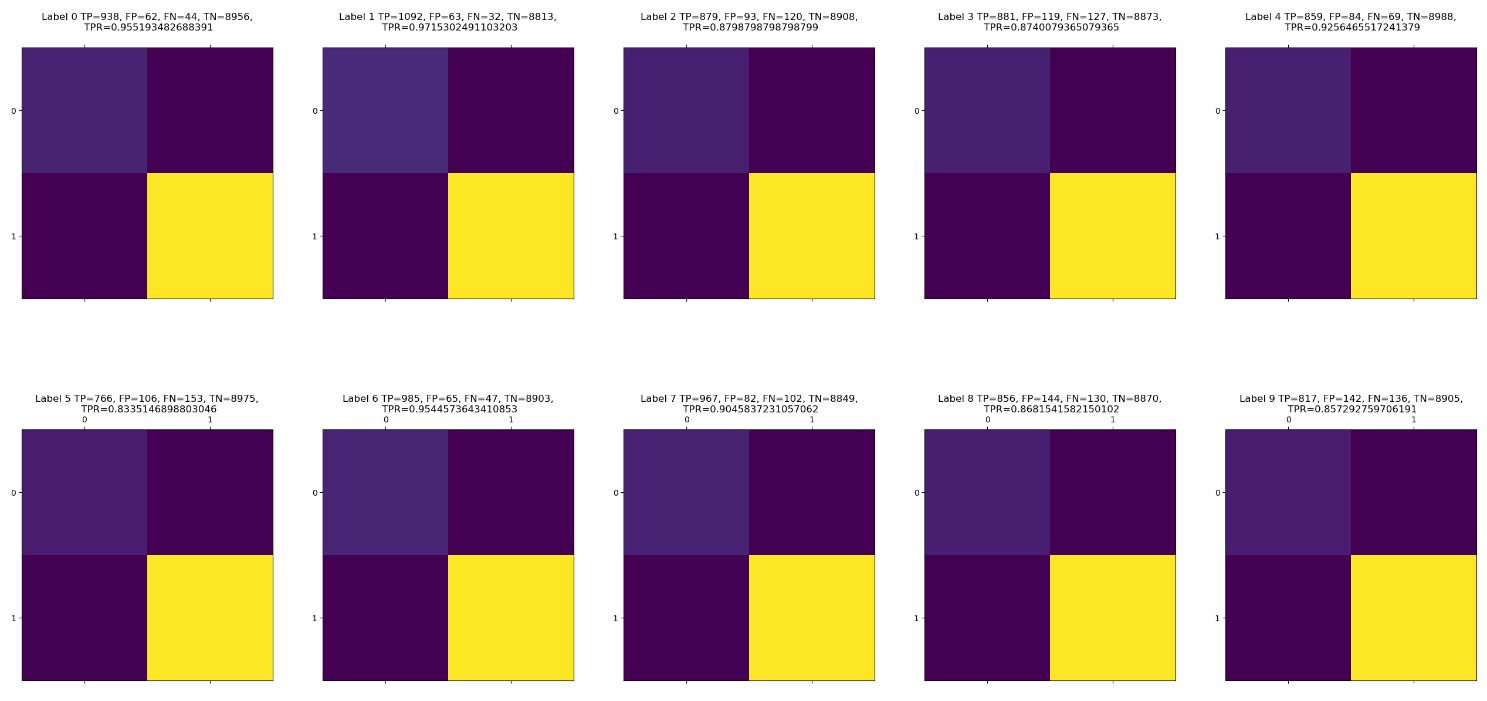 Label 0 TP=938, FP=62, FN=44, TN=8956,
TPR=0.955193482688391
Label 1 TP=1092, FP=63, FN=32, TN=8813,
TPR=0.9715302491103203
Label 2 TP=879, FP=93, FN=120, TN=8908,
TPR=0.8798798798798799
Label 3 TP=881, FP=119, FN=127, TN=8873,
TPR=0.8740079365079365
Label 4 TP=859, FP=84, FN=69, TN=8988,
TPR=0.9256465517241379
0
0
0
0
0
1
1
1
1
1
Label 5 TP=766, FP=106, FN=153, TN=8975,
TPR=0.8335146898803046
0 1
Label 6 TP=985, FP=65, FN=47, TN=8903,
TPR=0.9544573643410853
0 1
Label 7 TP=967, FP=82, FN=102, TN=8849,
TPR=0.9045837231057062
0 1
Label 8 TP=856, FP=144, FN=130, TN=8870,
TPR=0.8681541582150102
0 1
Label 9 TP=817, FP=142, FN=136, TN=8905,
TPR=0.857292759706191
0 1
0
0
0
0
0
1
1
1
1
1